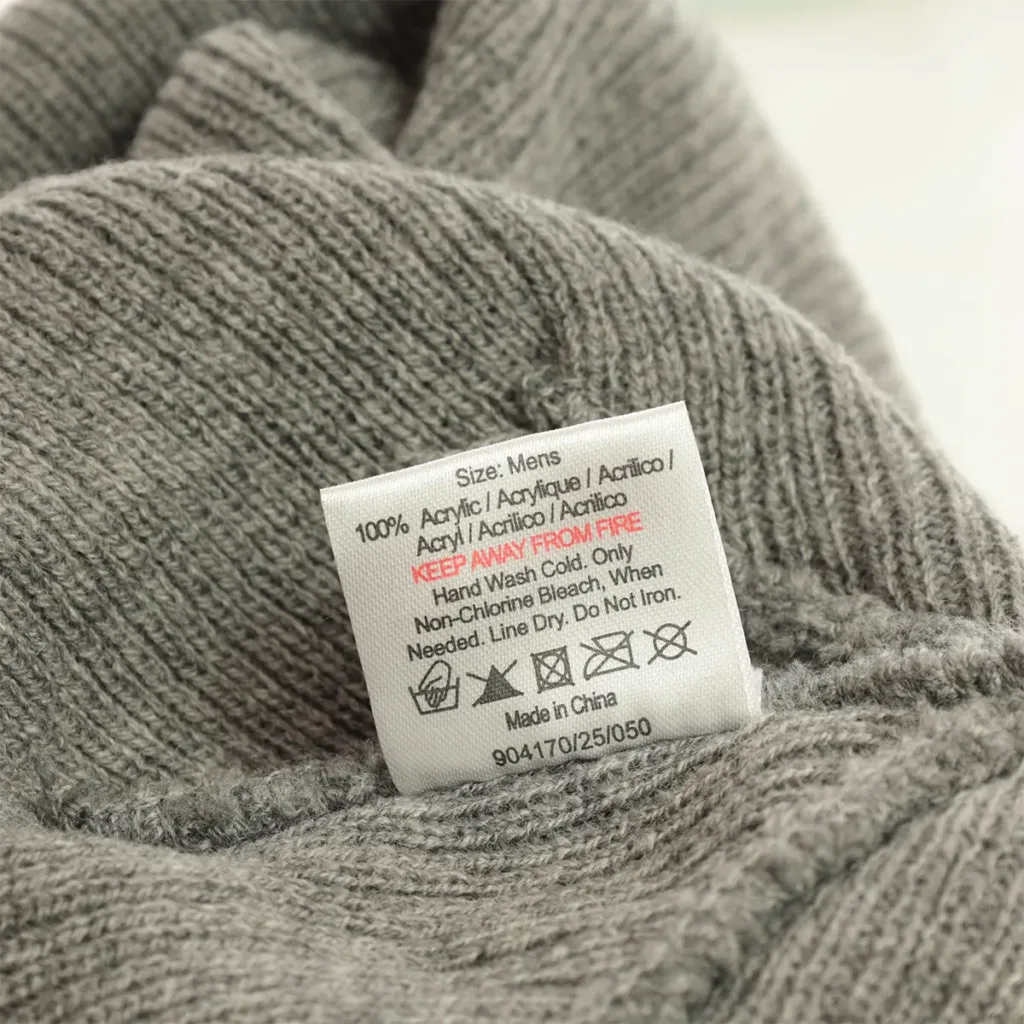 Size: Mens
100% Acrylic / Acrylique / Acrilico /
Acryl / Acrilico / Acrilico
KEEP AWAY FROM FIRE
Hand Wash Cold. Only
Non-Chlorine Bleach, When
Needed. Line Dry. Do Not Iron.
Made in China
904170/25/050